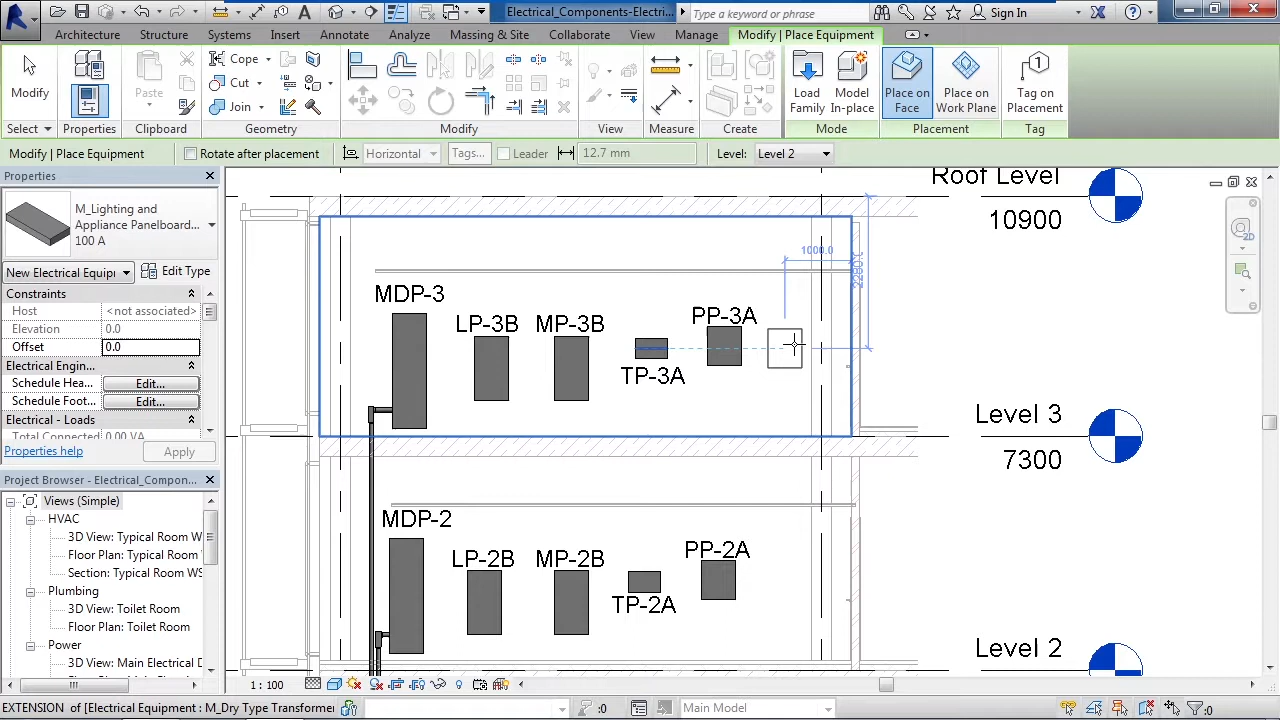 Electrical_Components-Electri...
Type a keyword or phrase
Sign In
Architecture
Structure
Systems
Insert
Annotate
Analyze
Massing & Site
Collaborate
View
Manage
Modify | Place Equipment
Modify
Select
Properties
Paste
Clipboard
Cope
Cut
Join
Geometry
Modify
View
Measure
Create
Load Family
Model In-place
Mode
Place on Face
Place on Work Plane
Placement
Tag on Placement
Tag
Modify | Place Equipment
Rotate after placement
Horizontal
Tags...
Leader
12.7 mm
Level:
Level 2
Properties
M_Lighting and
Appliance Panelboard...
100 A
New Electrical Equip
Edit Type
Constraints
Host
<not associated>
Elevation
0.0
Offset
0.0
Electrical Engin...
Schedule Hea...
Edit...
Schedule Foot...
Edit...
Electrical - Loads
Total Connected
0.00 VA
Properties help
Apply
Project Browser - Electrical_Compon...
Views (Simple)
HVAC
3D View: Typical Room W
Floor Plan: Typical Room
Section: Typical Room WS
Plumbing
3D View: Toilet Room
Floor Plan: Toilet Room
Power
3D View: Main Electrical D
Roof Level
10900
1000.0
2280.0
MDP-3
LP-3B
MP-3B
TP-3A
PP-3A
Level 3
7300
MDP-2
LP-2B
MP-2B
TP-2A
PP-2A
Level 2
1 : 100
EXTENSION of [Electrical Equipment : M_Dry Type Transformer
:0
Main Model
:0
2D